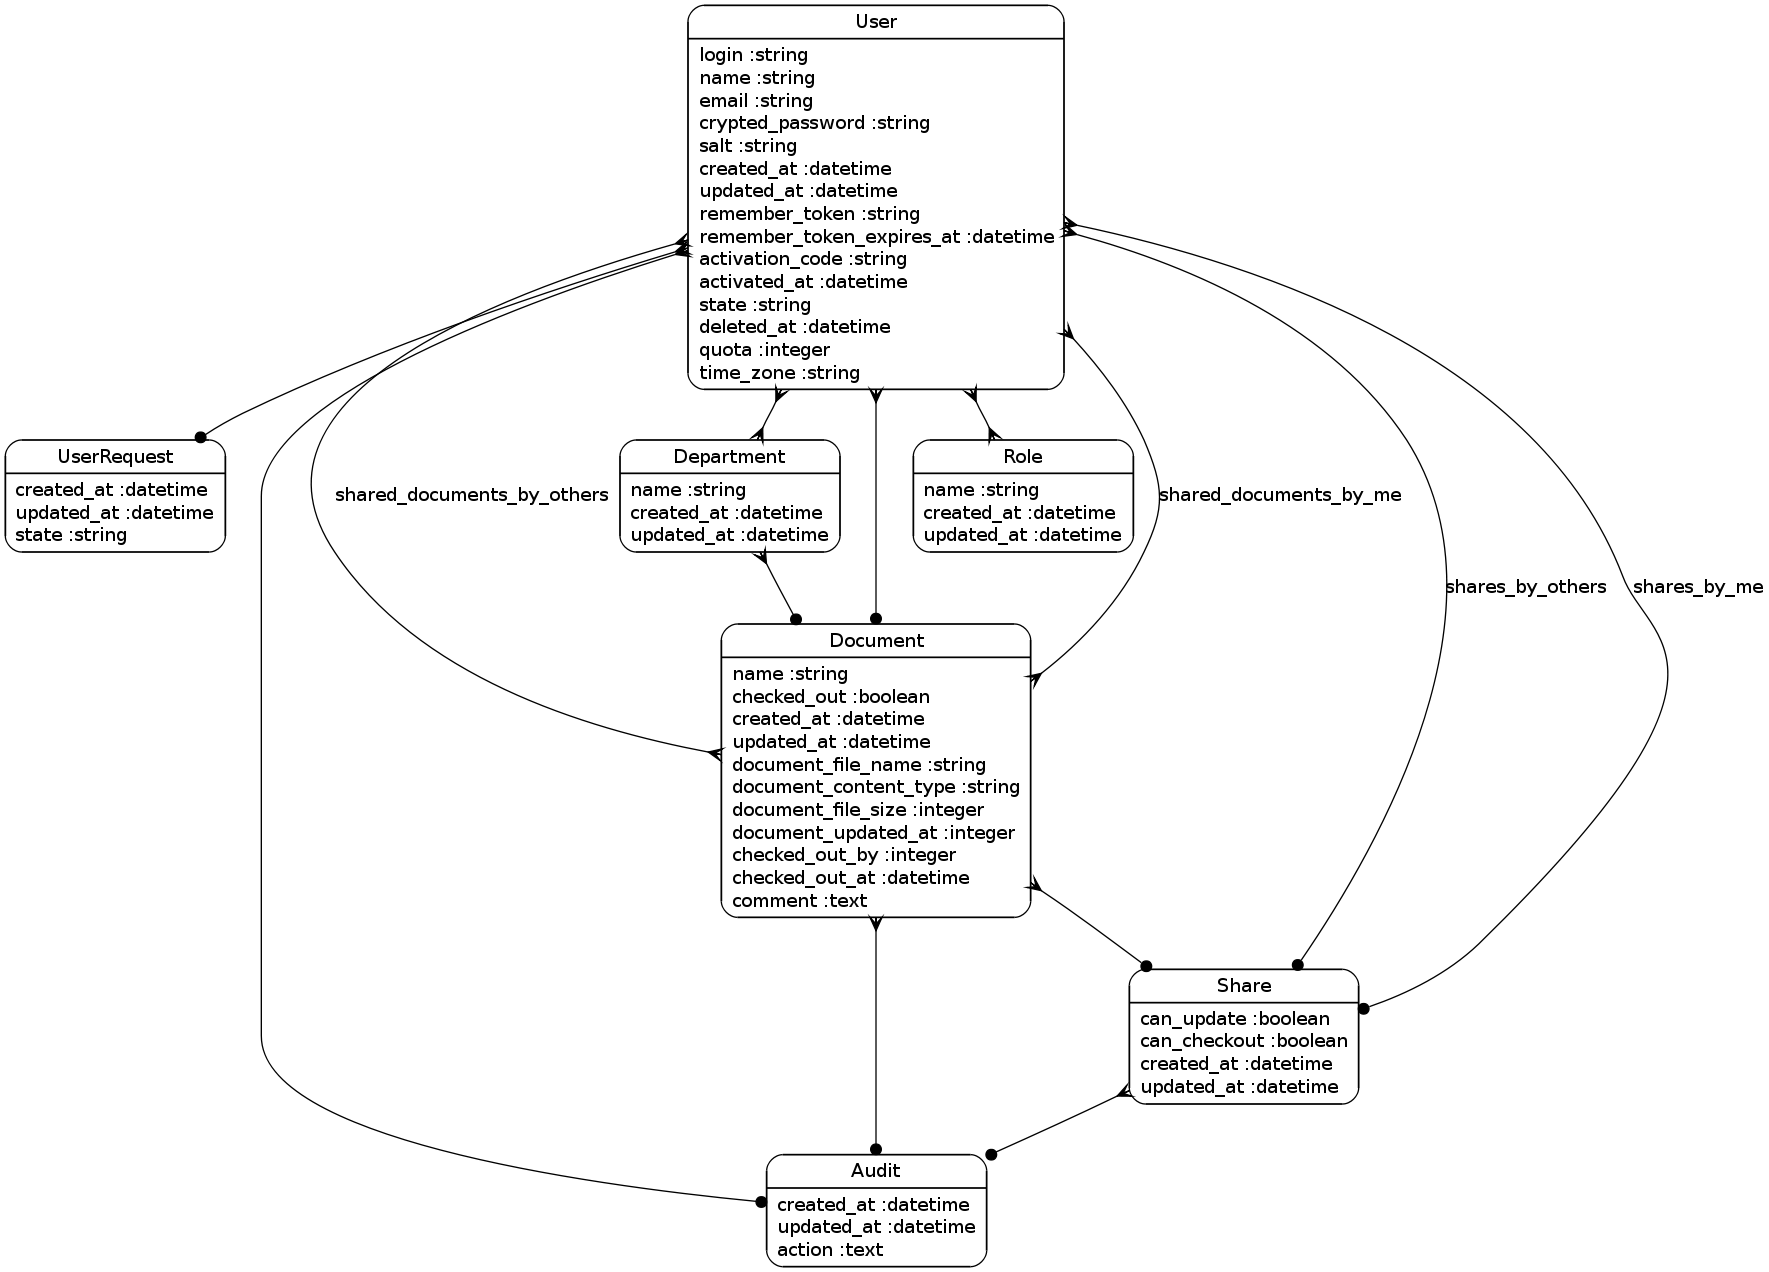 User
login :string
name :string
email :string
crypted_password :string
salt :string
created_at :datetime
updated_at :datetime
remember_token :string
remember_token_expires_at :datetime
activation_code :string
activated_at :datetime
state :string
deleted_at :datetime
quota :integer
time_zone :string
UserRequest
created_at :datetime
updated_at :datetime
state :string
shared_documents_by_others
Department
name :string
created_at :datetime
updated_at :datetime
Role
name :string
created_at :datetime
updated_at :datetime
shared_documents_by_me
shares_by_others
shares_by_me
Document
name :string
checked_out :boolean
created_at :datetime
updated_at :datetime
document_file_name :string
document_content_type :string
document_file_size :integer
document_updated_at :integer
checked_out_by :integer
checked_out_at :datetime
comment :text
Share
can_update :boolean
can_checkout :boolean
created_at :datetime
updated_at :datetime
Audit
created_at :datetime
updated_at :datetime
action :text